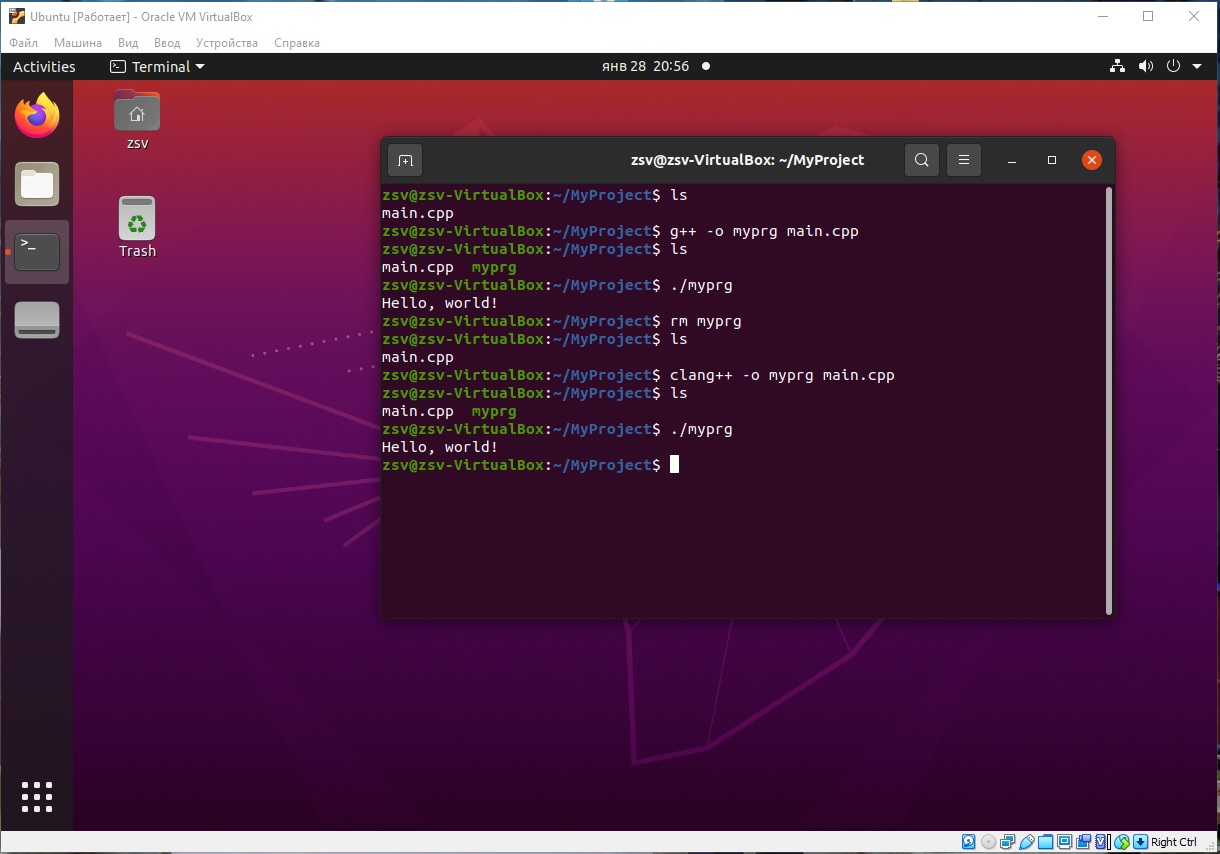 Ubuntu [Работает] - Oracle VM VirtualBox
Файл Машина Вид Ввод Устройства Справка
Activities Terminal янв 28 20:56
zsv
Trash
zsv@zsv-VirtualBox: ~/MyProject
zsv@zsv-VirtualBox:~/MyProject$ ls
main.cpp
zsv@zsv-VirtualBox:~/MyProject$ g++ -o myprg main.cpp
zsv@zsv-VirtualBox:~/MyProject$ ls
main.cpp myprg
zsv@zsv-VirtualBox:~/MyProject$ ./myprg
Hello, world!
zsv@zsv-VirtualBox:~/MyProject$ rm myprg
zsv@zsv-VirtualBox:~/MyProject$ ls
main.cpp
zsv@zsv-VirtualBox:~/MyProject$ clang++ -o myprg main.cpp
zsv@zsv-VirtualBox:~/MyProject$ ls
main.cpp myprg
zsv@zsv-VirtualBox:~/MyProject$ ./myprg
Hello, world!
zsv@zsv-VirtualBox:~/MyProject$
Right Ctrl